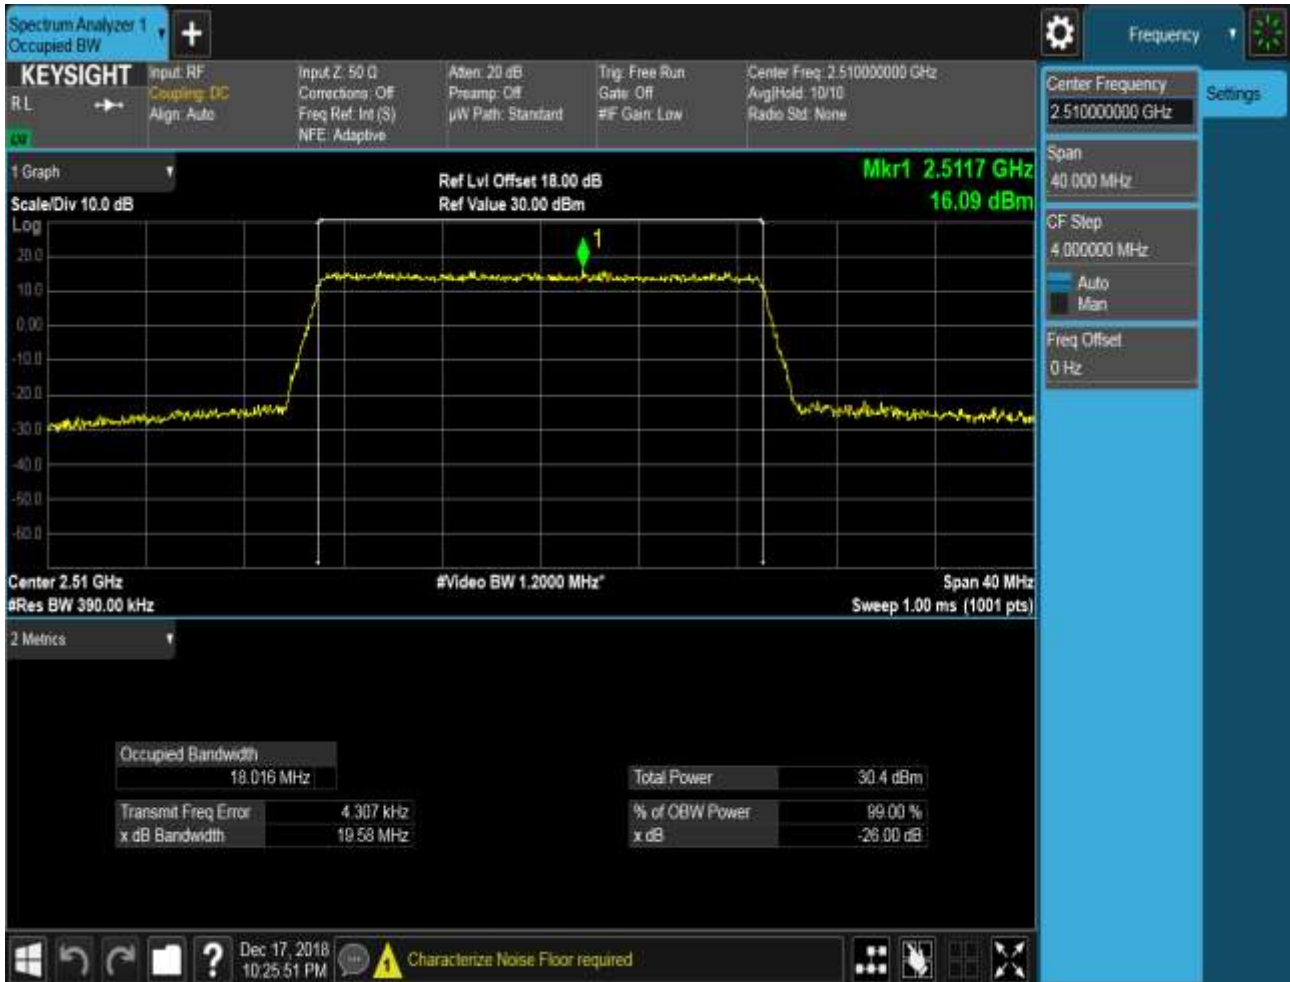 Spectrum Analyzer 1
Occupied BW
Frequency
KEYSIGHT
RL
Input: RF
Coupling: DC
Align: Auto
Input Z: 50 Ω
Corrections: Off
Freq Ref: Int (S)
NFE: Adaptive
Atten: 20 dB
Preamp: Off
µW Path: Standard
Trig: Free Run
Gate: Off
#IF Gain: Low
Center Freq: 2.510000000 GHz
Avg|Hold: 10/10
Radio Std: None
Center Frequency
2.510000000 GHz
Settings
Span
40.000 MHz
CF Step
4.000000 MHz
Auto
Man
Freq Offset
0 Hz
1 Graph
Scale/Div 10.0 dB
Ref Lvl Offset 18.00 dB
Ref Value 30.00 dBm
Mkr1 2.5117 GHz
16.09 dBm
Log
1
20.0
10.0
0.00
-10.0
-20.0
-30.0
-40.0
-50.0
-60.0
Center 2.51 GHz
#Video BW 1.2000 MHz*
Span 40 MHz
#Res BW 390.00 kHz
Sweep 1.00 ms (1001 pts)
2 Metrics
Occupied Bandwidth
18.016 MHz
Total Power 30.4 dBm
Transmit Freq Error 4.307 kHz
% of OBW Power 99.00 %
x dB Bandwidth 19.58 MHz
x dB -26.00 dB
?
Dec 17, 2018
10:25:51 PM
1
Characterize Noise Floor required